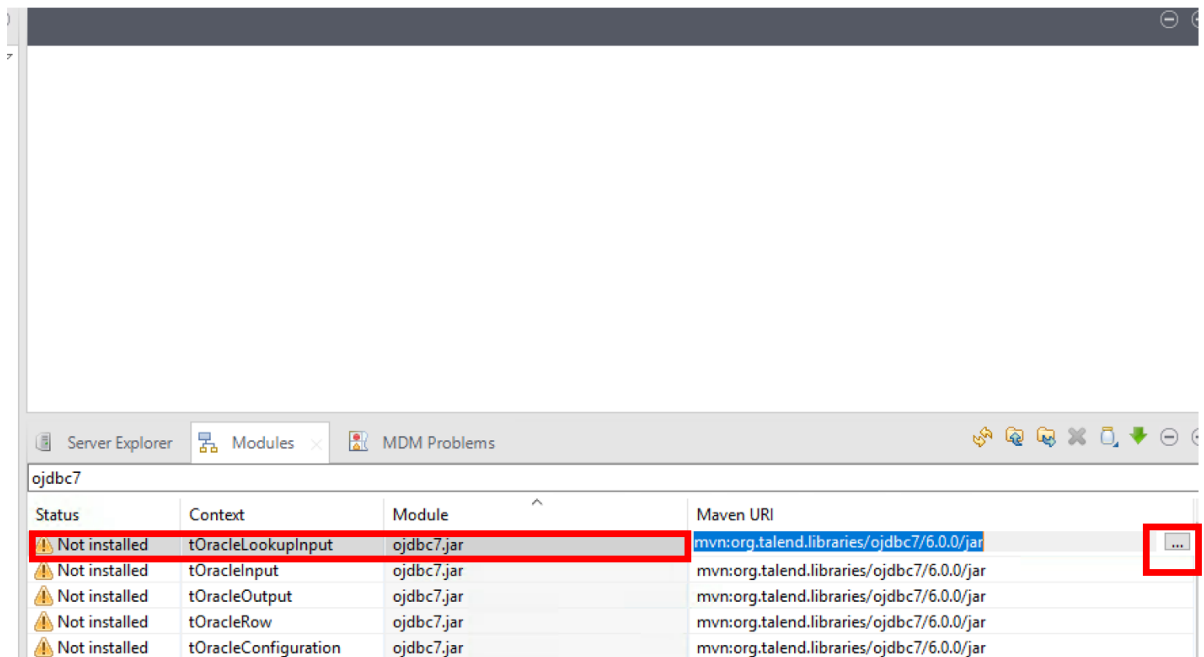 Server Explorer Modules MDM Problems
ojdbc7
Status Context Module Maven URI
Not installed tOracleLookupInput ojdbc7.jar mvn:org.talend.libraries/ojdbc7/6.0.0/jar ...
Not installed tOracleInput ojdbc7.jar mvn:org.talend.libraries/ojdbc7/6.0.0/jar
Not installed tOracleOutput ojdbc7.jar mvn:org.talend.libraries/ojdbc7/6.0.0/jar
Not installed tOracleRow ojdbc7.jar mvn:org.talend.libraries/ojdbc7/6.0.0/jar
Not installed tOracleConfiguration ojdbc7.jar mvn:org.talend.libraries/ojdbc7/6.0.0/jar